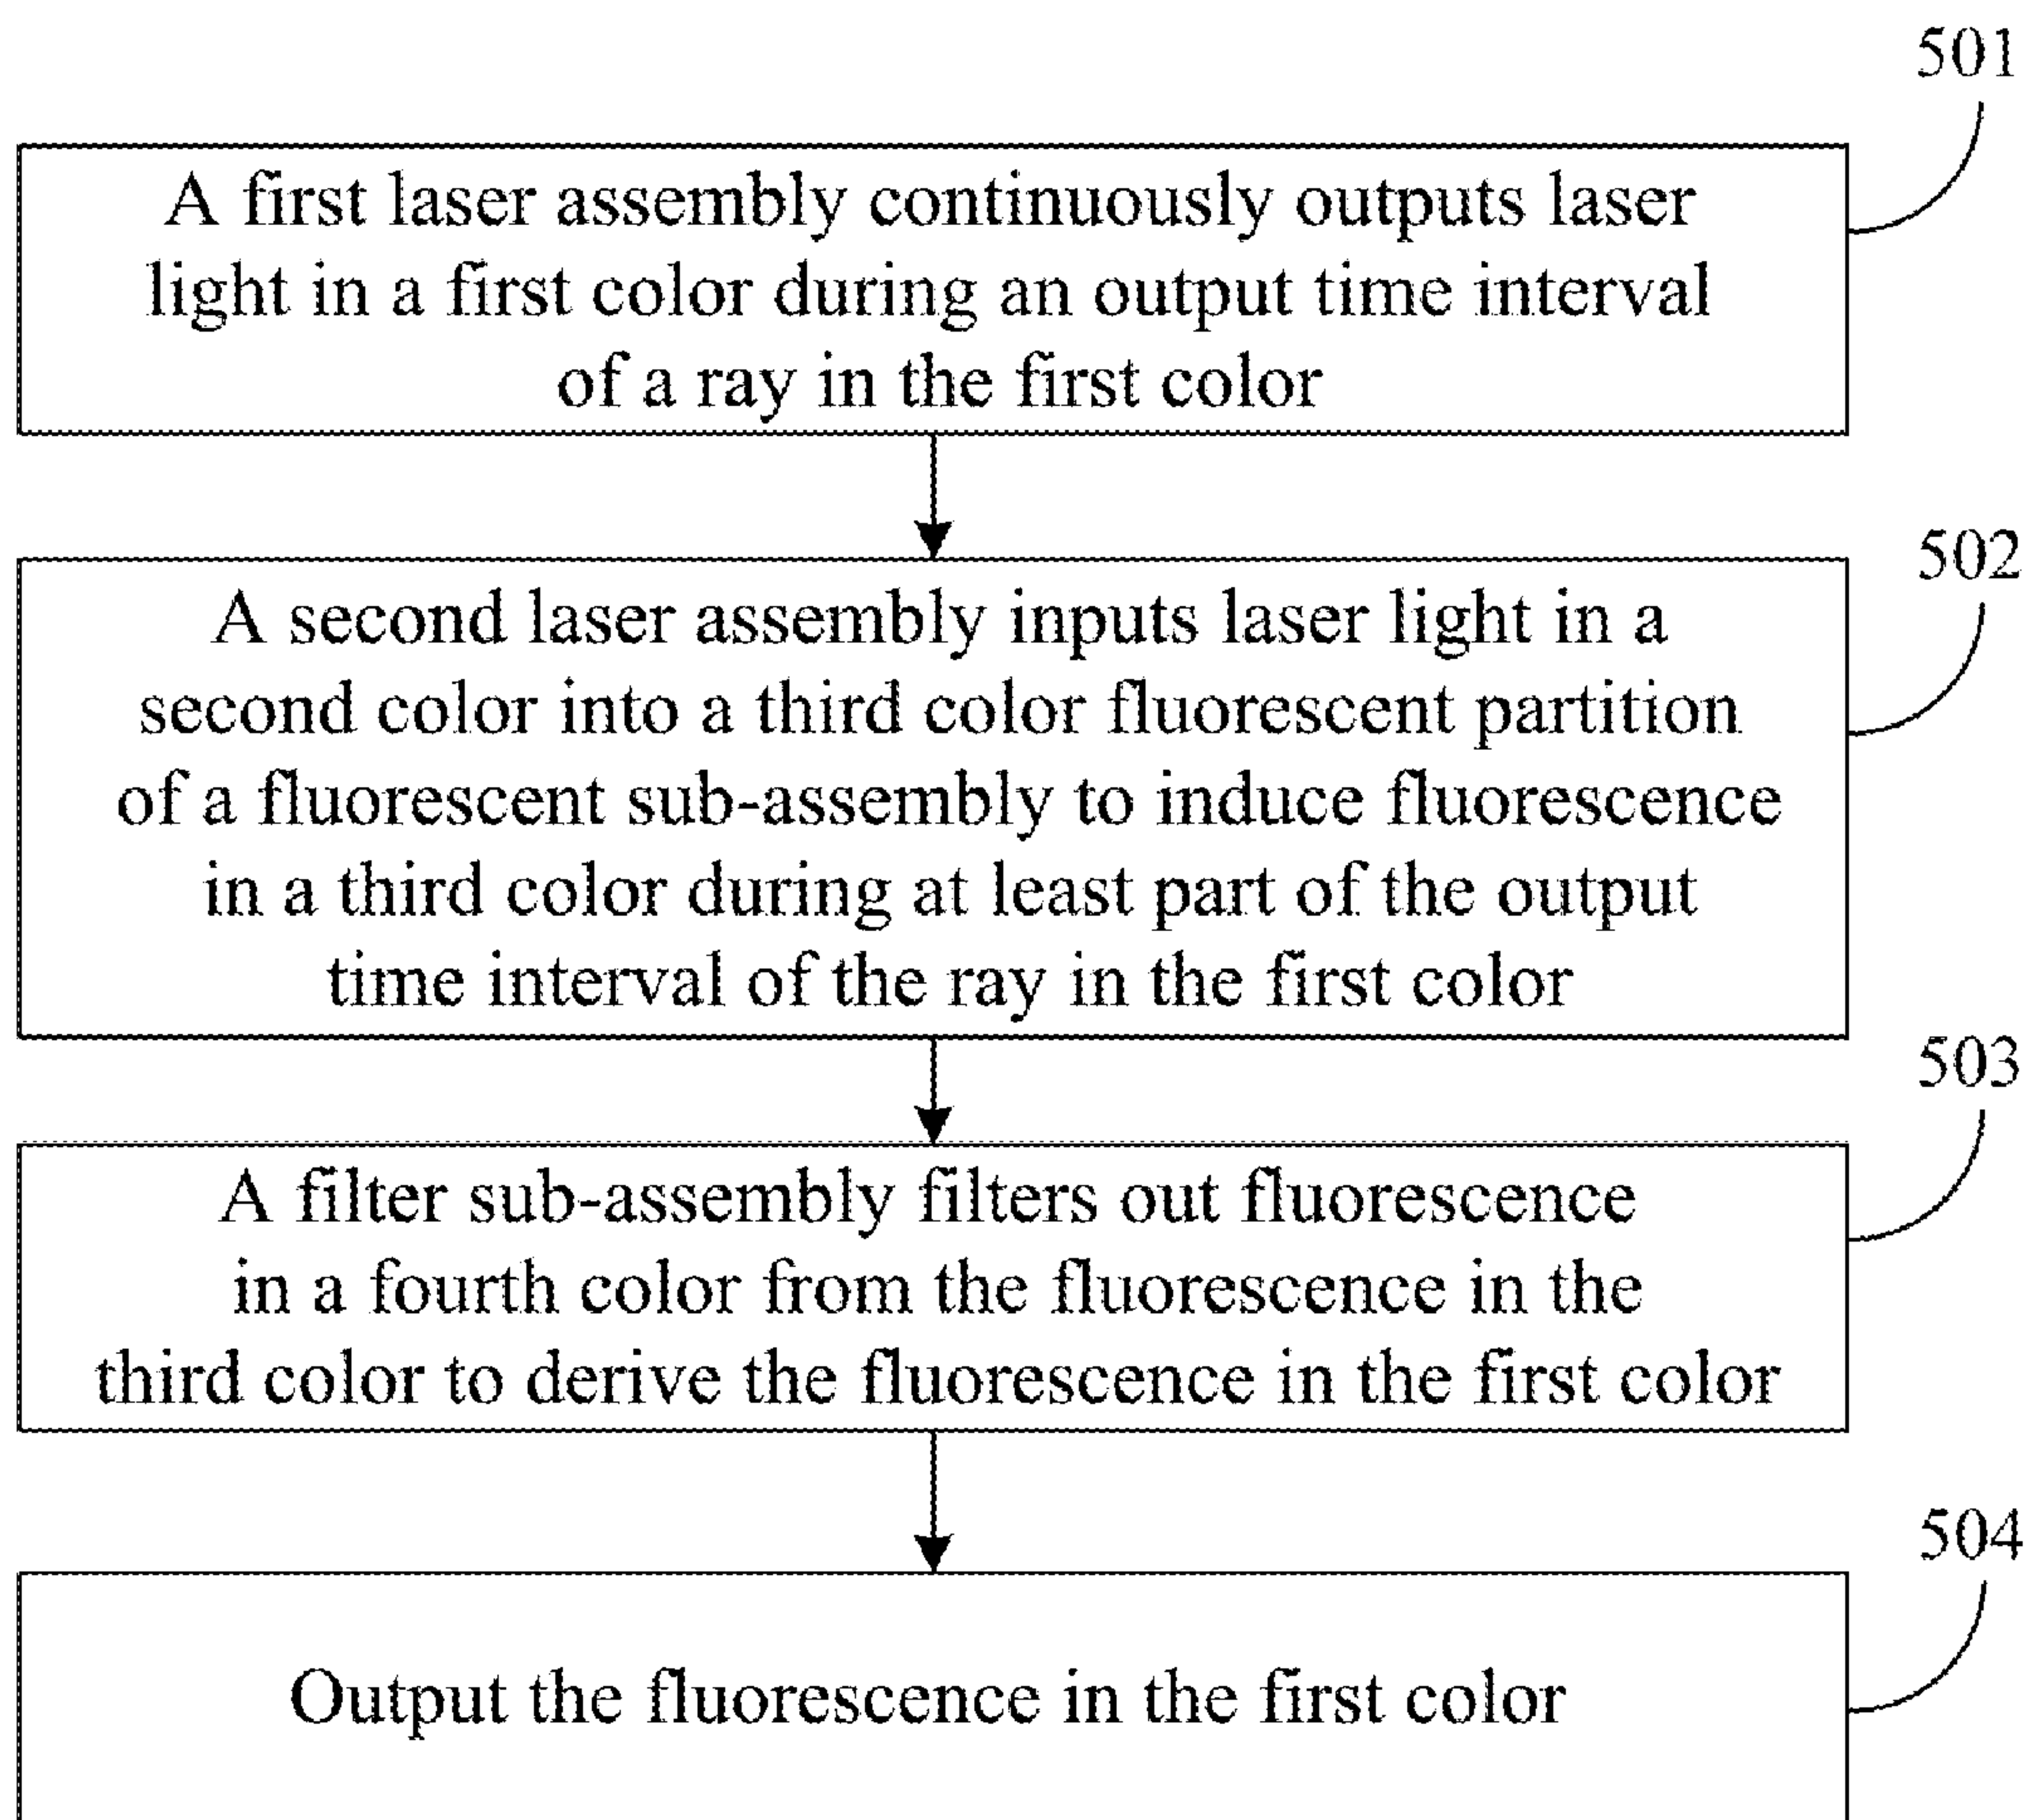 501
A first laser assembly continuously outputs laser
light in a first color during an output time interval
of a ray in the first color
502
A second laser assembly inputs laser light in a
second color into a third color fluorescent partition
of a fluorescent sub-assembly to induce fluorescence
in a third color during at least part of the output
time interval of the ray in the first color
503
A filter sub-assembly filters out fluorescence
in a fourth color from the fluorescence in the
third color to derive the fluorescence in the first color
504
Output the fluorescence in the first color